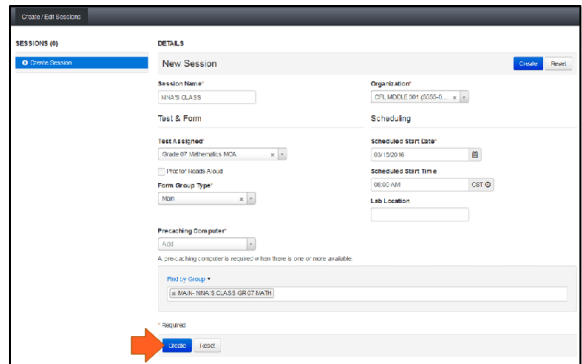 Create / Edit Sessions
SESSIONS (0)
DETAILS
Create Session
New Session
Create Reset
Session Name*
Organization*
NINA'S CLASS
Test & Form
Scheduling
Test Assigned*
Scheduled Start Date*
Grade 07 Mathematics MCA
03/15/2016
Proctor Reads Aloud
Scheduled Start Time
Form Group Type*
08:00 AM CST
Main
Lab Location
Precaching Computer*
Add
A pre-caching computer is required when there is one or more available.
Find by Group
MAIN- NINA'S CLASS GR 07 MATH
* Required
Create Reset